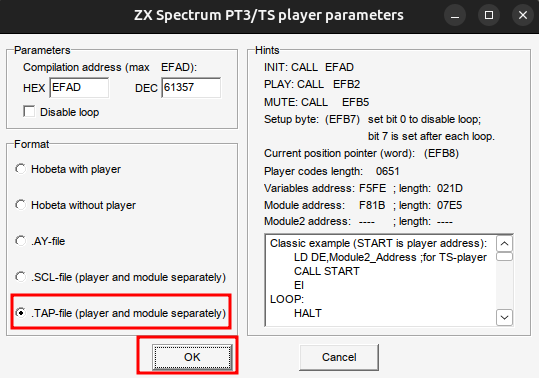 ZX Spectrum PT3/TS player parameters
Parameters
Compilation address (max EFAD):
HEX EFAD DEC 61357
Disable loop
Format
Hobeta with player
Hobeta without player
.AY-file
.SCL-file (player and module separately)
.TAP-file (player and module separately)
Hints
INIT: CALL EFAD
PLAY: CALL EFB2
MUTE: CALL EFB5
Setup byte: (EFB7) set bit 0 to disable loop;
bit 7 is set after each loop.
Current position pointer (word): (EFB8)
Player codes length: 0651
Variables address: F5FE ; length: 021D
Module address: F81B ; length: 07E5
Module2 address: ---- ; length: ----
Classic example (START is player address):
LD DE,Module2_Address ;for TS-player
CALL START
EI
LOOP:
HALT
OK
Cancel